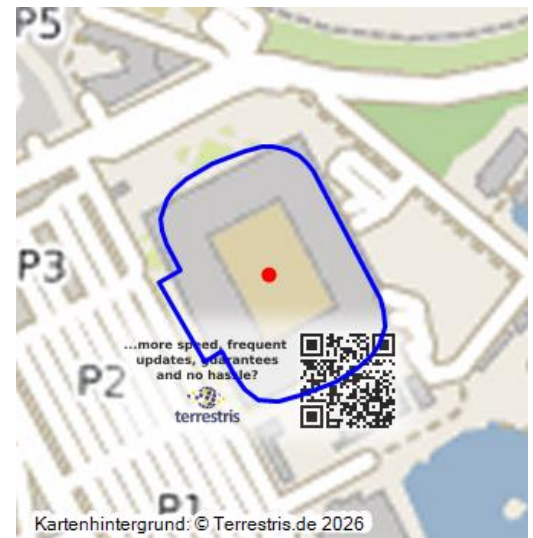 P5
P3
...more speed, frequent
updates, guarantees
and no hassle?
P2
terrestris
P1
Kartenhintergrund: © Terrestris.de 2026